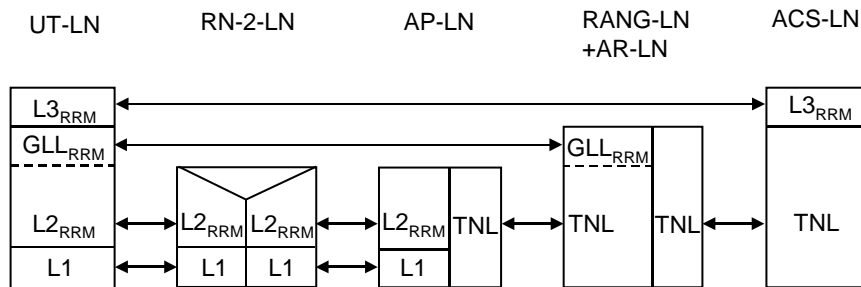 UT-LN RN-2-LN AP-LN RANG-LN ACS-LN
+AR-LN
L3RRM L3RRM
GLLRRM GLLRRM
L2RRM L2RRM L2RRM L2RRM TNL TNL TNL TNL
L1 L1 L1 L1